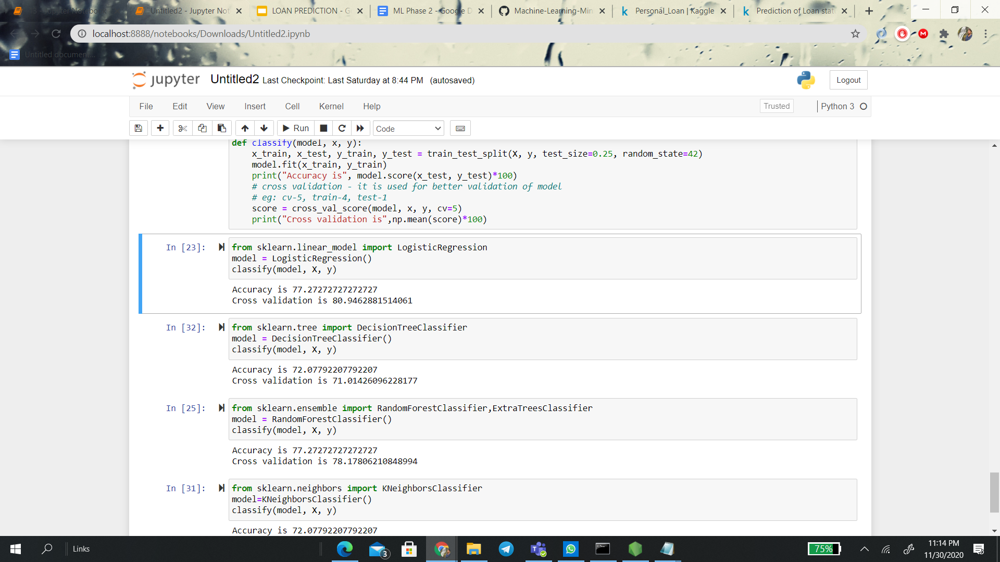 Untitled2 - Jupyter Not
LOAN PREDICTION - G
ML Phase 2 - Google D
Machine-Learning-Min
Personal_Loan | Kaggle
Prediction of Loan stat
localhost:8888/notebooks/Downloads/Untitled2.ipynb
Untitled document...
jupyter Untitled2 Last Checkpoint: Last Saturday at 8:44 PM (autosaved)
Logout
File Edit View Insert Cell Kernel Help
Trusted
Python 3
Run
Code
def classify(model, x, y):
x_train, x_test, y_train, y_test = train_test_split(X, y, test_size=0.25, random_state=42)
model.fit(x_train, y_train)
print("Accuracy is", model.score(x_test, y_test)*100)
# cross validation - it is used for better validation of model
# eg: cv-5, train-4, test-1
score = cross_val_score(model, x, y, cv=5)
print("Cross validation is",np.mean(score)*100)
In [23]:
from sklearn.linear_model import LogisticRegression
model = LogisticRegression()
classify(model, X, y)
Accuracy is 77.27272727272727
Cross validation is 80.9462881514061
In [32]:
from sklearn.tree import DecisionTreeClassifier
model = DecisionTreeClassifier()
classify(model, X, y)
Accuracy is 72.07792207792207
Cross validation is 71.01426096228177
In [25]:
from sklearn.ensemble import RandomForestClassifier,ExtraTreesClassifier
model = RandomForestClassifier()
classify(model, X, y)
Accuracy is 77.27272727272727
Cross validation is 78.17806210848994
In [31]:
from sklearn.neighbors import KNeighborsClassifier
model=KNeighborsClassifier()
classify(model, X, y)
Accuracy is 72.07792207792207
Links
3
75%
11:14 PM
11/30/2020